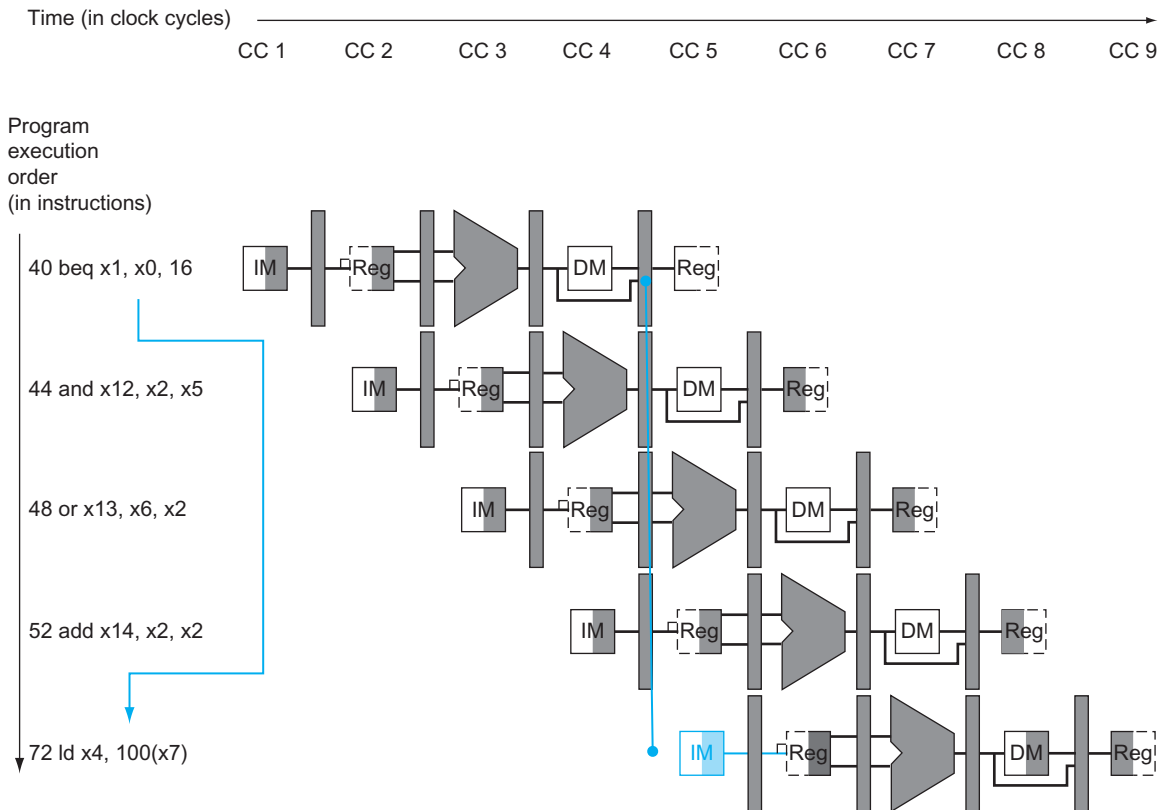 Time (in clock cycles)
CC 1 CC 2 CC 3 CC 4 CC 5 CC 6 CC 7 CC 8 CC 9
Program
execution
order
(in instructions)
40 beq x1, x0, 16
IM Reg DM Reg
44 and x12, x2, x5
IM Reg DM Reg
48 or x13, x6, x2
IM Reg DM Reg
52 add x14, x2, x2
IM Reg DM Reg
72 ld x4, 100(x7)
IM Reg DM Reg